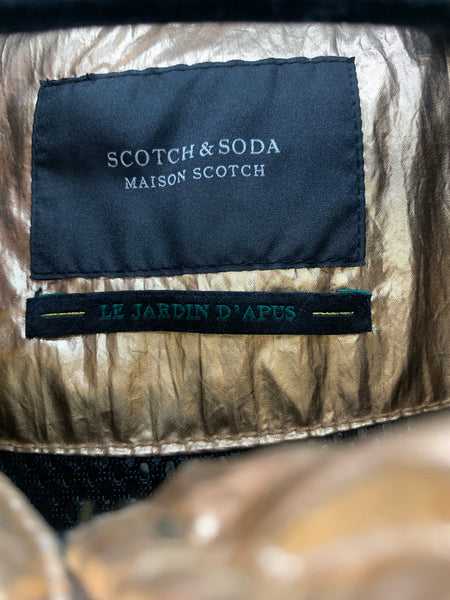 SCOTCH & SODA
MAISON SCOTCH
LE JARDIN D'APUS